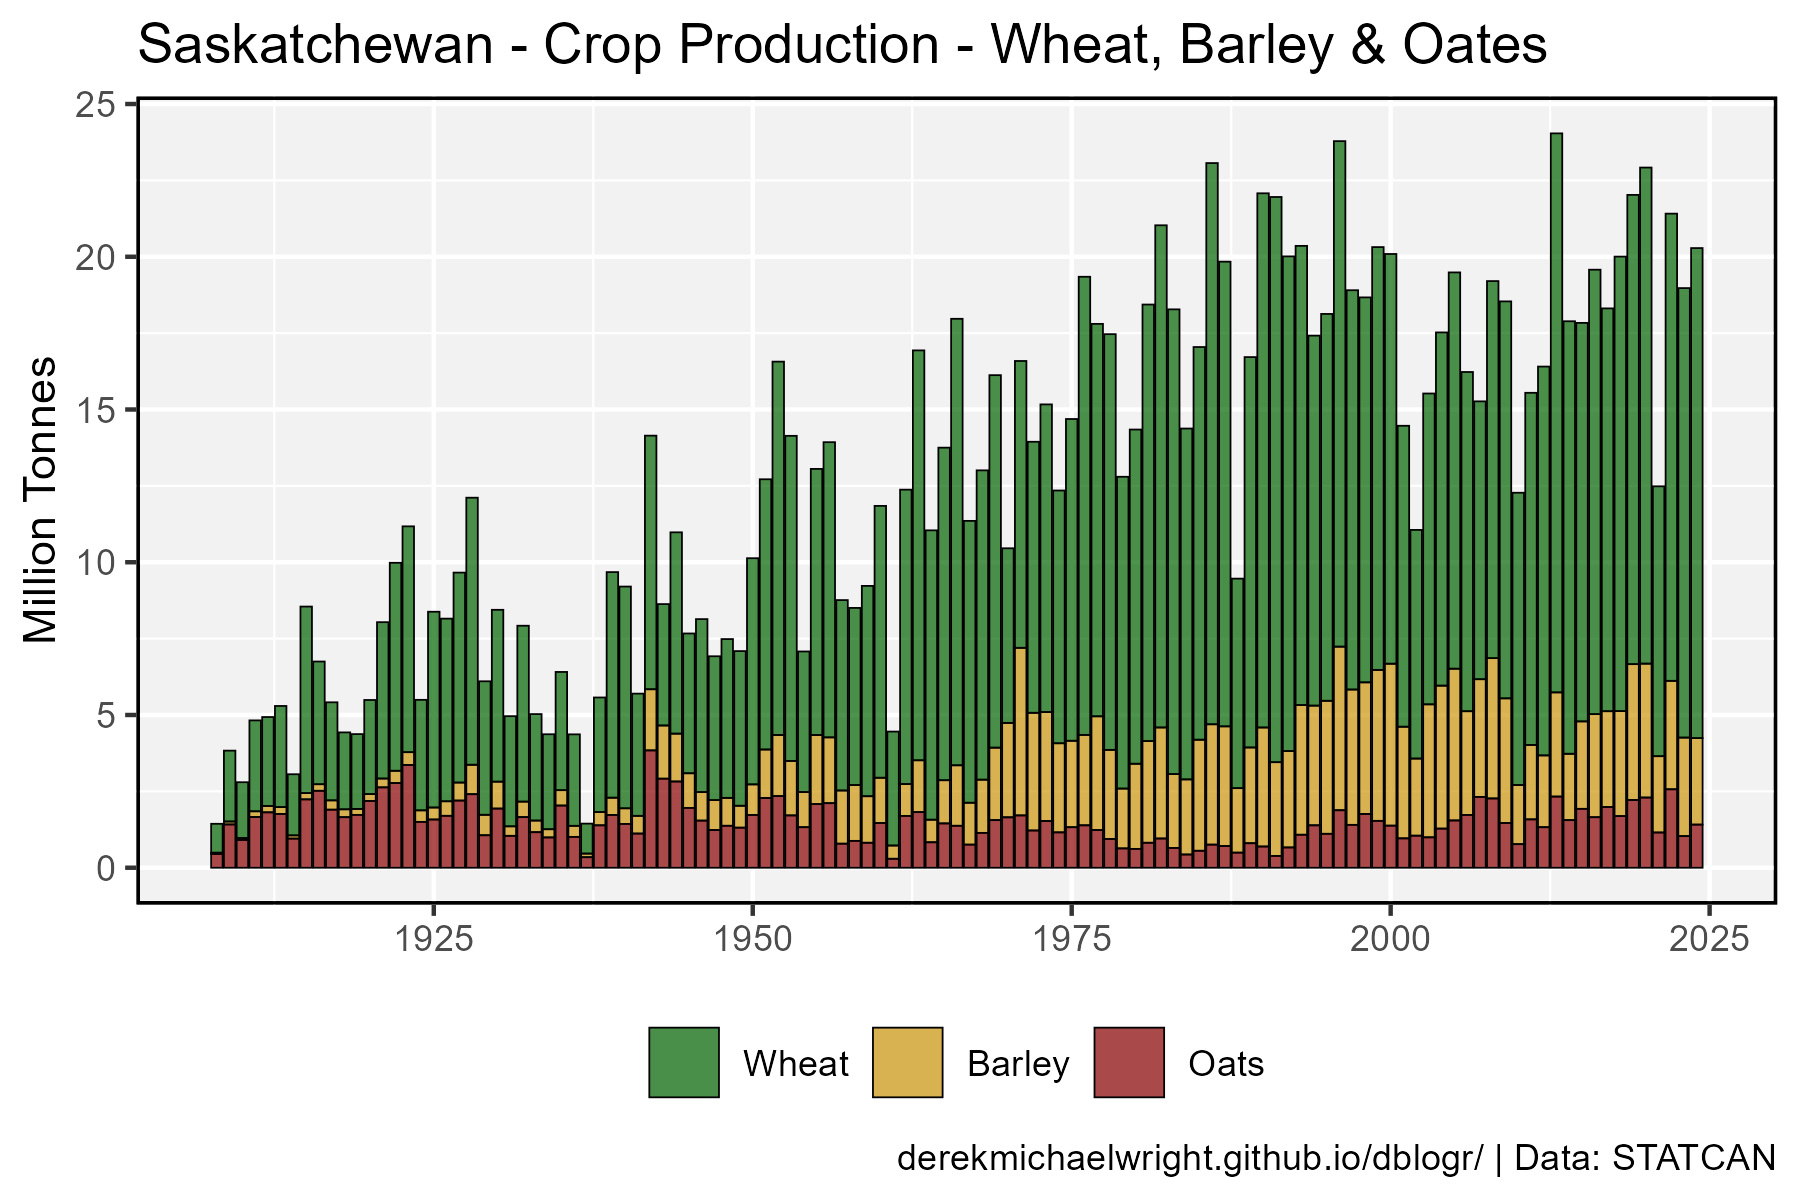 Saskatchewan - Crop Production - Wheat, Barley & Oates
25
20
15
10
5
0
Million Tonnes
1925 1950 1975 2000 2025
Wheat Barley Oats
derekmichaelwright.github.io/dblogr/ | Data: STATCAN